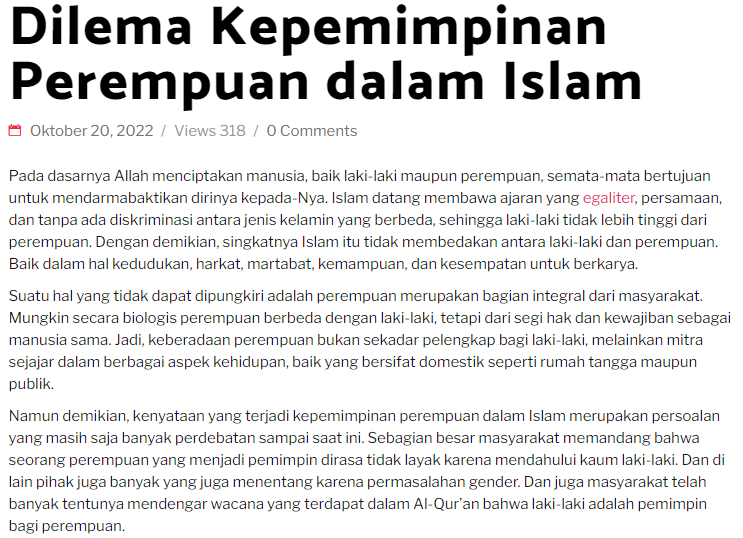 Dilema Kepemimpinan
Perempuan dalam Islam
Oktober 20, 2022 / Views 318 / 0 Comments
Pada dasarnya Allah menciptakan manusia, baik laki-laki maupun perempuan, semata-mata bertujuan
untuk mendarmabaktikan dirinya kepada-Nya. Islam datang membawa ajaran yang egaliter, persamaan,
dan tanpa ada diskriminasi antara jenis kelamin yang berbeda, sehingga laki-laki tidak lebih tinggi dari
perempuan. Dengan demikian, singkatnya Islam itu tidak membedakan antara laki-laki dan perempuan.
Baik dalam hal kedudukan, harkat, martabat, kemampuan, dan kesempatan untuk berkarya.
Suatu hal yang tidak dapat dipungkiri adalah perempuan merupakan bagian integral dari masyarakat.
Mungkin secara biologis perempuan berbeda dengan laki-laki, tetapi dari segi hak dan kewajiban sebagai
manusia sama. Jadi, keberadaan perempuan bukan sekadar pelengkap bagi laki-laki, melainkan mitra
sejajar dalam berbagai aspek kehidupan, baik yang bersifat domestik seperti rumah tangga maupun
publik.
Namun demikian, kenyataan yang terjadi kepemimpinan perempuan dalam Islam merupakan persoalan
yang masih saja banyak perdebatan sampai saat ini. Sebagian besar masyarakat memandang bahwa
seorang perempuan yang menjadi pemimpin dirasa tidak layak karena mendahului kaum laki-laki. Dan di
lain pihak juga banyak yang juga menentang karena permasalahan gender. Dan juga masyarakat telah
banyak tentunya mendengar wacana yang terdapat dalam Al-Qur'an bahwa laki-laki adalah pemimpin
bagi perempuan.